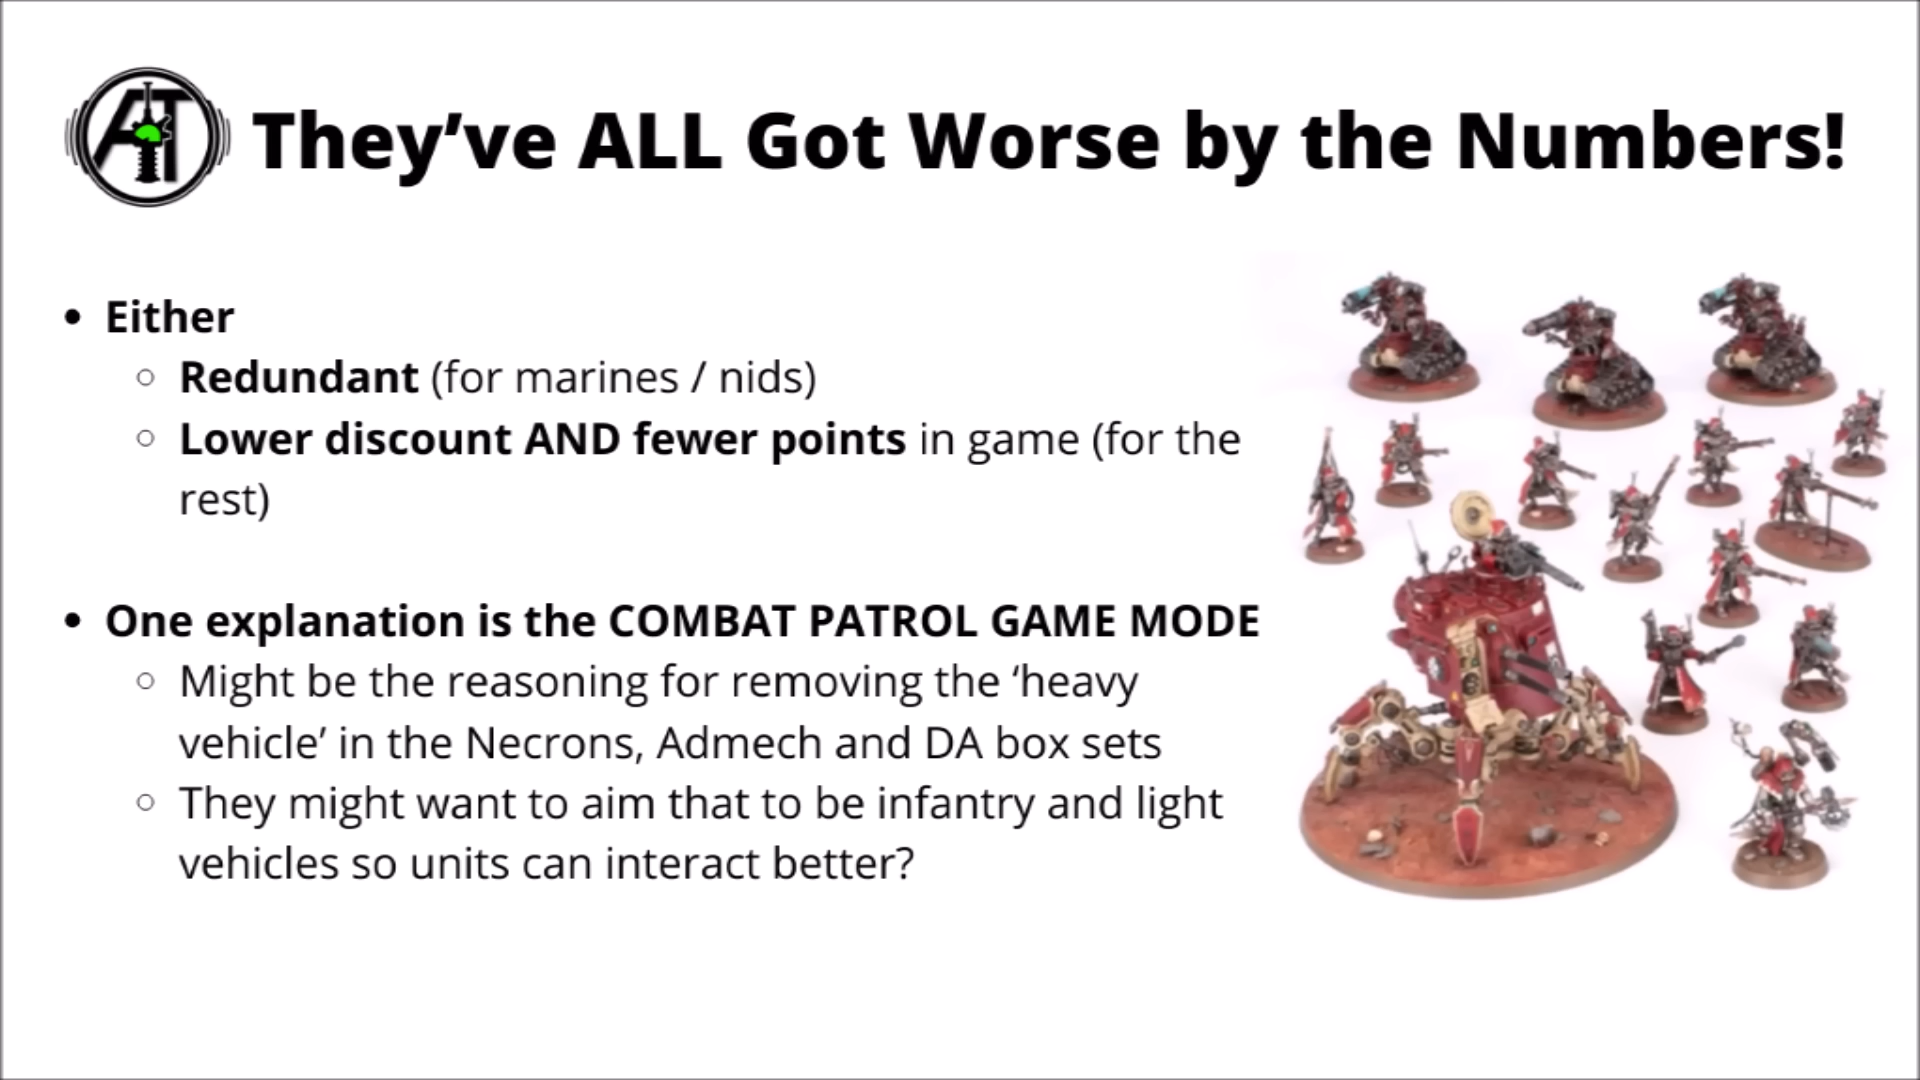 AT
They’ve ALL Got Worse by the Numbers!
• Either
○ Redundant (for marines / nids)
○ Lower discount AND fewer points in game (for the
rest)
• One explanation is the COMBAT PATROL GAME MODE
○ Might be the reasoning for removing the ‘heavy
vehicle’ in the Necrons, Admech and DA box sets
○ They might want to aim that to be infantry and light
vehicles so units can interact better?